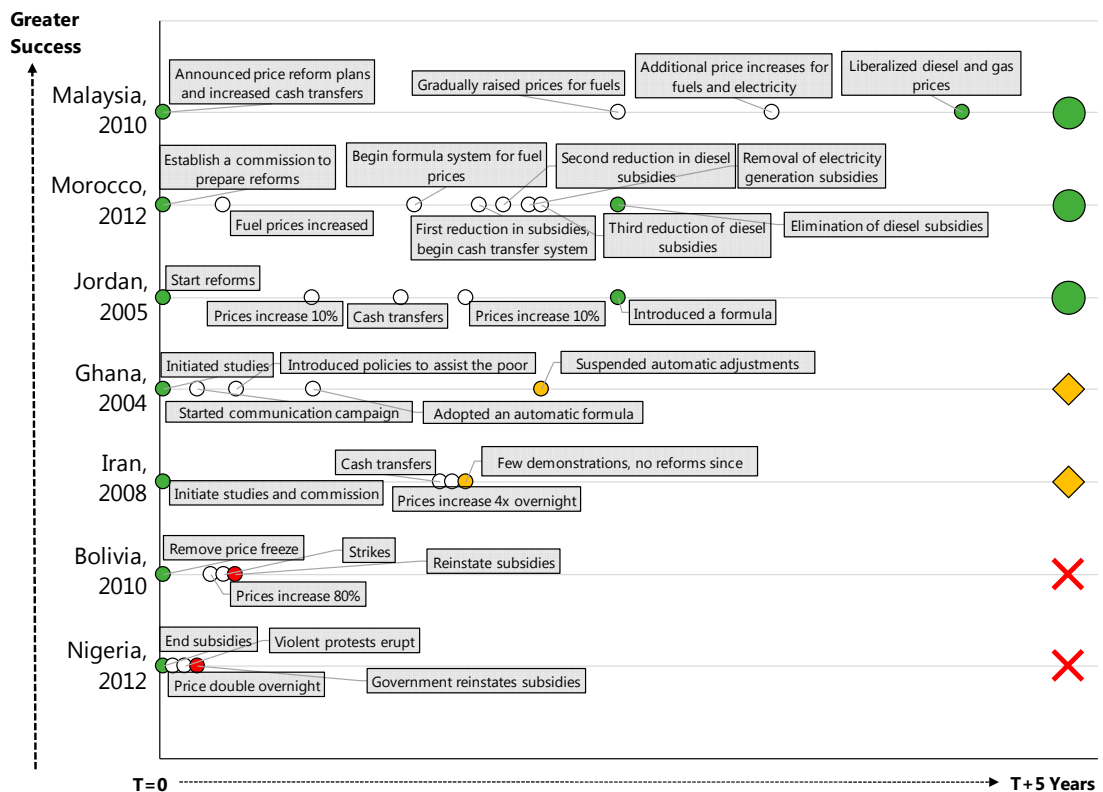 Greater
Success
Malaysia,
2010
Announced price reform plans
and increased cash transfers
Gradually raised prices for fuels
Additional price increases for
fuels and electricity
Liberalized diesel and gas
prices
Morocco,
2012
Establish a commission to
prepare reforms
Fuel prices increased
Begin formula system for fuel
prices
First reduction in subsidies,
begin cash transfer system
Second reduction in diesel
subsidies
Removal of electricity
generation subsidies
Third reduction of diesel
subsidies
Elimination of diesel subsidies
Jordan,
2005
Start reforms
Prices increase 10%
Cash transfers
Prices increase 10%
Introduced a formula
Ghana,
2004
Initiated studies
Introduced policies to assist the poor
Suspended automatic adjustments
Started communication campaign
Adopted an automatic formula
Iran,
2008
Cash transfers
Few demonstrations, no reforms since
Initiate studies and commission
Prices increase 4x overnight
Bolivia,
2010
Remove price freeze
Strikes
Reinstate subsidies
Prices increase 80%
Nigeria,
2012
End subsidies
Violent protests erupt
Price double overnight
Government reinstates subsidies
T=0
T+5 Years